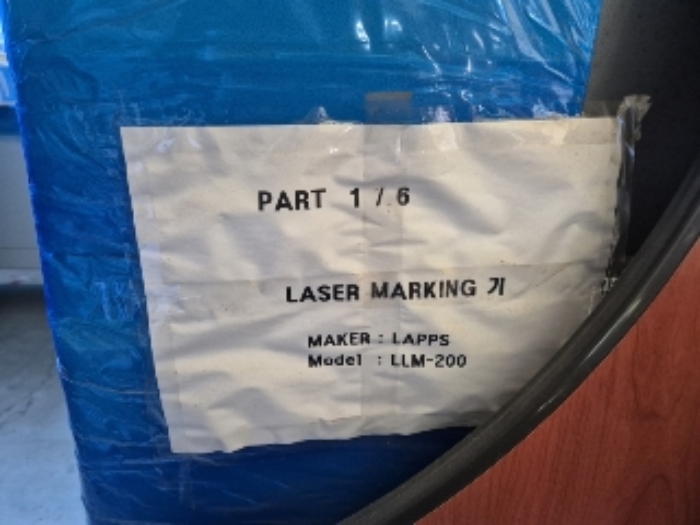 PART 1 / 6
LASER MARKING 기
MAKER : LAPPS
Model : LLM-200